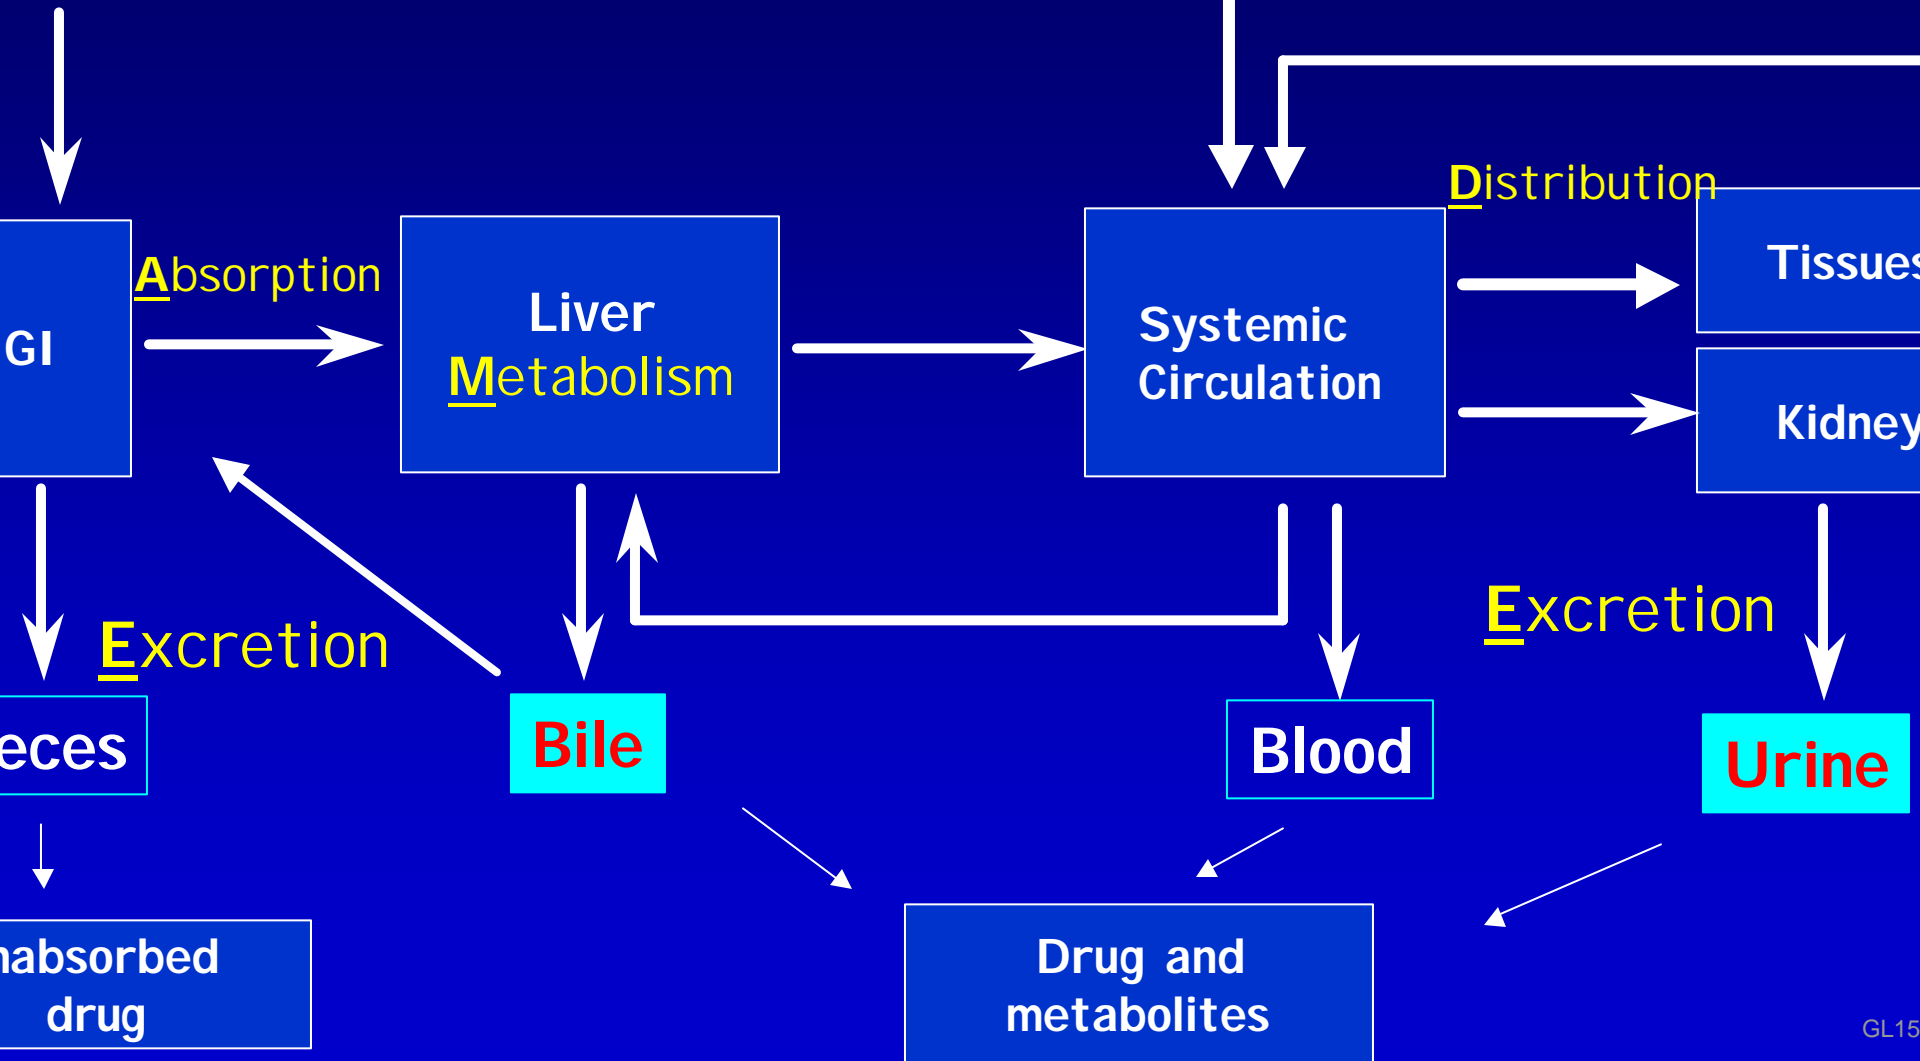 Distribution
Tissues
Absorption
Liver
Metabolism
GI
Systemic
Circulation
Kidney
Excretion
Excretion
eces
Bile
Blood
Urine
nabsorbed
drug
Drug and
metabolites
GL15